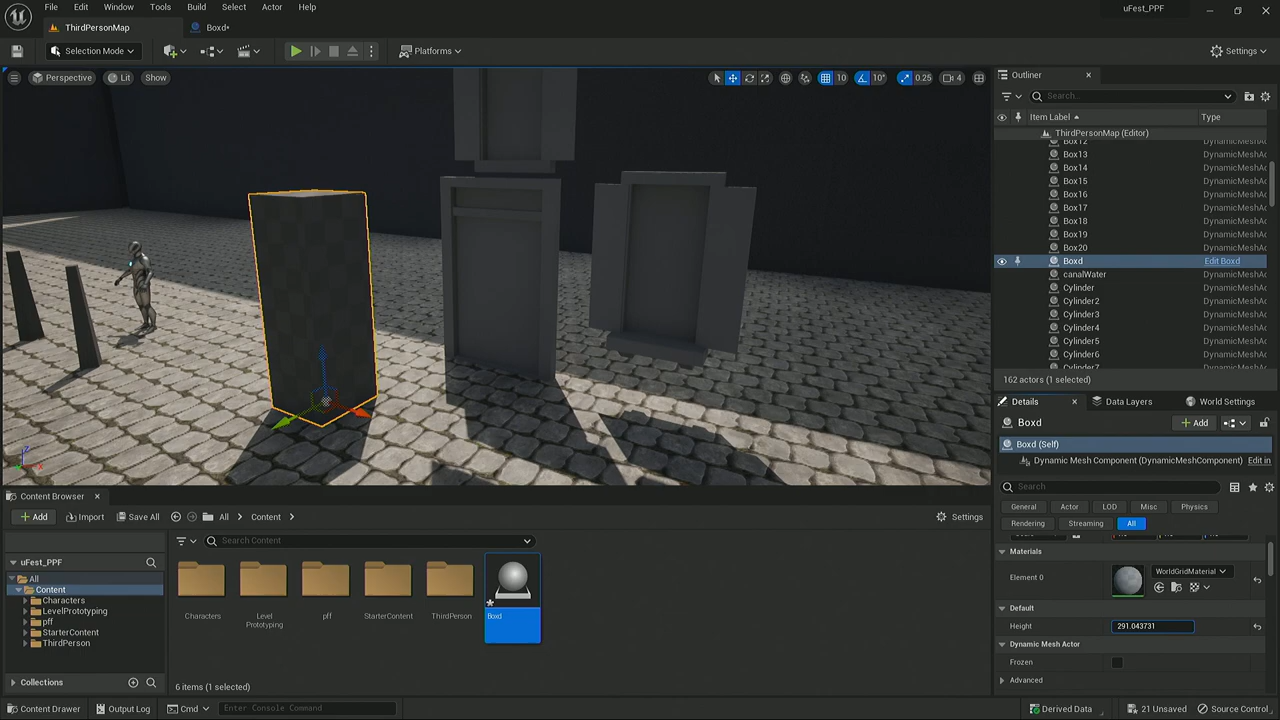 File Edit Window Tools Build Select Actor Help
uFest_PPF
ThirdPersonMap
Boxd*
Selection Mode
Platforms
Settings
Perspective
Lit
Show
10
10°
0.25
4
Outliner
Search...
Item Label
Type
ThirdPersonMap (Editor)
Box12 DynamicMeshAc
Box13 DynamicMeshAc
Box14 DynamicMeshAc
Box15 DynamicMeshAc
Box16 DynamicMeshAc
Box17 DynamicMeshAc
Box18 DynamicMeshAc
Box19 DynamicMeshAc
Box20 DynamicMeshAc
Boxd Edit Boxd
canalWater DynamicMeshAc
Cylinder DynamicMeshAc
Cylinder2 DynamicMeshAc
Cylinder3 DynamicMeshAc
Cylinder4 DynamicMeshAc
Cylinder5 DynamicMeshAc
Cylinder6 DynamicMeshAc
Cylinder7 DynamicMeshAc
162 actors (1 selected)
Details
Data Layers
World Settings
Boxd
Add
Boxd (Self)
Dynamic Mesh Component (DynamicMeshComponent) Edit in
Search
General
Actor
LOD
Misc
Physics
Rendering
Streaming
All
Materials
Element 0
WorldGridMaterial
Default
Height
291.043731
Dynamic Mesh Actor
Frozen
Advanced
Content Browser
Add
Import
Save All
All
Content
Settings
uFest_PPF
Search Content
All
Content
Characters
LevelPrototyping
pff
StarterContent
ThirdPerson
Characters
Level
Prototyping
pff
StarterContent
ThirdPerson
Boxd
Collections
6 items (1 selected)
Content Drawer
Output Log
Cmd
Enter Console Command
Derived Data
21 Unsaved
Source Control